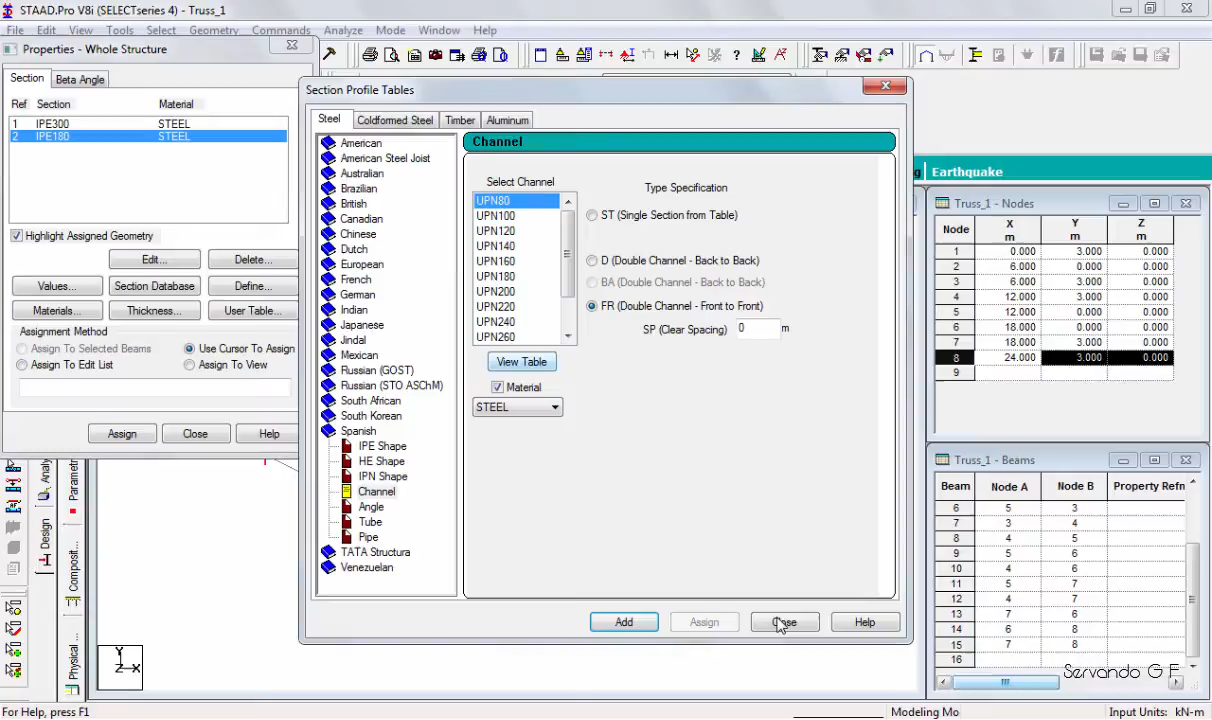 STAAD.Pro V8i (SELECTseries 4) - Truss_1
File Edit View Tools Select Geometry Commands Analyze Mode Window Help
Properties - Whole Structure
Section Beta Angle
Ref Section Material
1 IPE300 STEEL
2 IPE180 STEEL
Highlight Assigned Geometry
Edit... Delete...
Values... Section Database Define...
Materials... Thickness... User Table...
Assignment Method
Assign To Selected Beams Use Cursor To Assign
Assign To Edit List Assign To View
Assign Close Help
Section Profile Tables
Steel Coldformed Steel Timber Aluminum
American
American Steel Joist
Australian
Brazilian
British
Canadian
Chinese
Dutch
European
French
German
Indian
Japanese
Jindal
Mexican
Russian (GOST)
Russian (STO ASChM)
South African
South Korean
Spanish
IPE Shape
HE Shape
IPN Shape
Channel
Angle
Tube
Pipe
TATA Structura
Venezuelan
Channel
Select Channel
UPN80
UPN100
UPN120
UPN140
UPN160
UPN180
UPN200
UPN220
UPN240
UPN260
View Table
Material
STEEL
Type Specification
ST (Single Section from Table)
D (Double Channel - Back to Back)
BA (Double Channel - Back to Back)
FR (Double Channel - Front to Front)
SP (Clear Spacing) 0 m
Add Assign Close Help
Earthquake
Truss_1 - Nodes
Node X m Y m Z m
1 0.000 3.000 0.000
2 6.000 0.000 0.000
3 6.000 3.000 0.000
4 12.000 3.000 0.000
5 12.000 0.000 0.000
6 18.000 0.000 0.000
7 18.000 3.000 0.000
8 24.000 3.000 0.000
9
Truss_1 - Beams
Beam Node A Node B Property Refn
6 5 3
7 3 4
8 4 5
9 5 6
10 4 6
11 5 7
12 4 7
13 7 6
14 6 8
15 7 8
16
Servando G F
Analy
Design
Parametr
Composit...
Physical ...
Y
Z X
For Help, press F1
Modeling Mo Input Units: kN-m